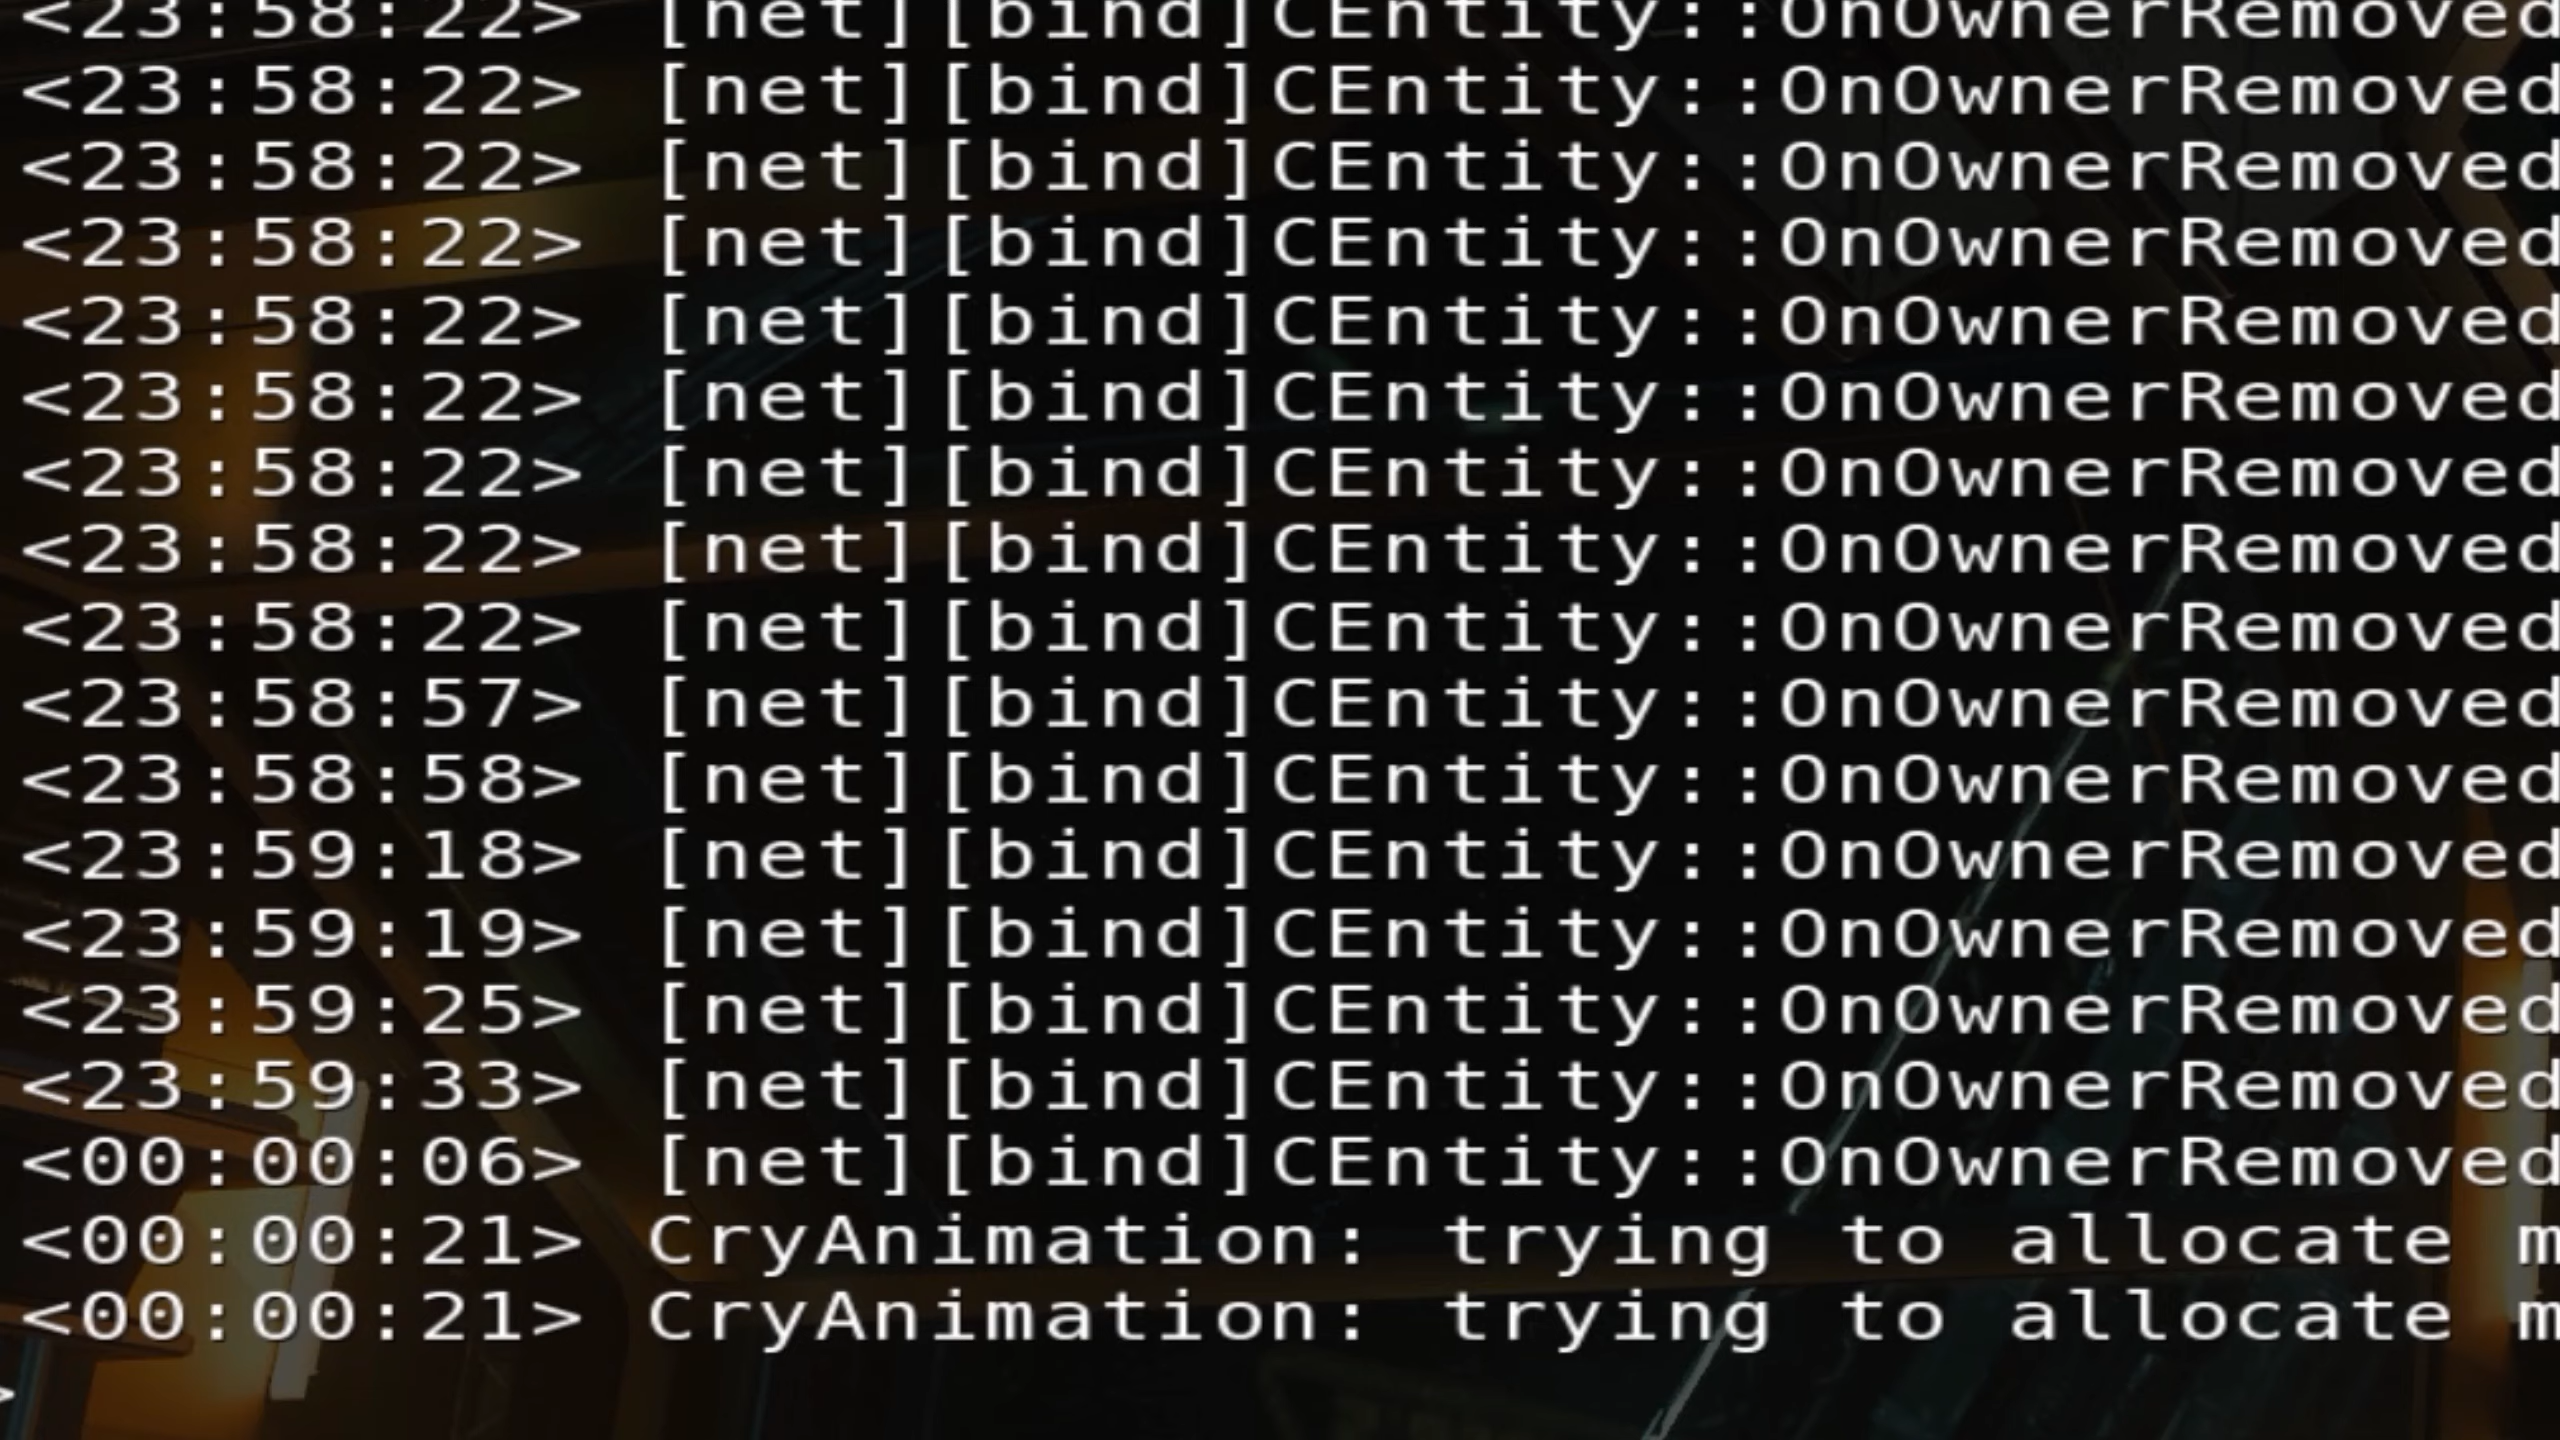 <23:58:22> [net][bind]CEntity::OnOwnerRemoved
<23:58:22> [net][bind]CEntity::OnOwnerRemoved
<23:58:22> [net][bind]CEntity::OnOwnerRemoved
<23:58:22> [net][bind]CEntity::OnOwnerRemoved
<23:58:22> [net][bind]CEntity::OnOwnerRemoved
<23:58:22> [net][bind]CEntity::OnOwnerRemoved
<23:58:22> [net][bind]CEntity::OnOwnerRemoved
<23:58:22> [net][bind]CEntity::OnOwnerRemoved
<23:58:22> [net][bind]CEntity::OnOwnerRemoved
<23:58:57> [net][bind]CEntity::OnOwnerRemoved
<23:58:58> [net][bind]CEntity::OnOwnerRemoved
<23:59:18> [net][bind]CEntity::OnOwnerRemoved
<23:59:19> [net][bind]CEntity::OnOwnerRemoved
<23:59:25> [net][bind]CEntity::OnOwnerRemoved
<23:59:33> [net][bind]CEntity::OnOwnerRemoved
<00:00:06> [net][bind]CEntity::OnOwnerRemoved
<00:00:21> CryAnimation: trying to allocate m
<00:00:21> CryAnimation: trying to allocate m
>